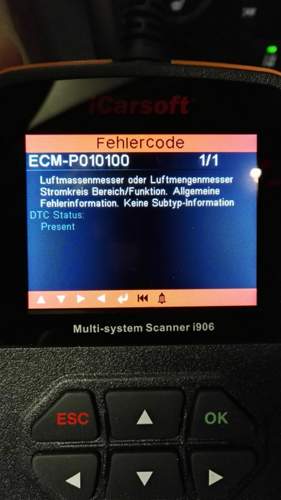 iCarsoft
Fehlercode
ECM-P010100 1/1
Luftmassenmesser oder Luftmengenmesser
Stromkreis Bereich/Funktion. Allgemeine
Fehlerinformation. Keine Subtyp-Information
DTC Status:
Present
Multi-system Scanner i906
ESC
OK